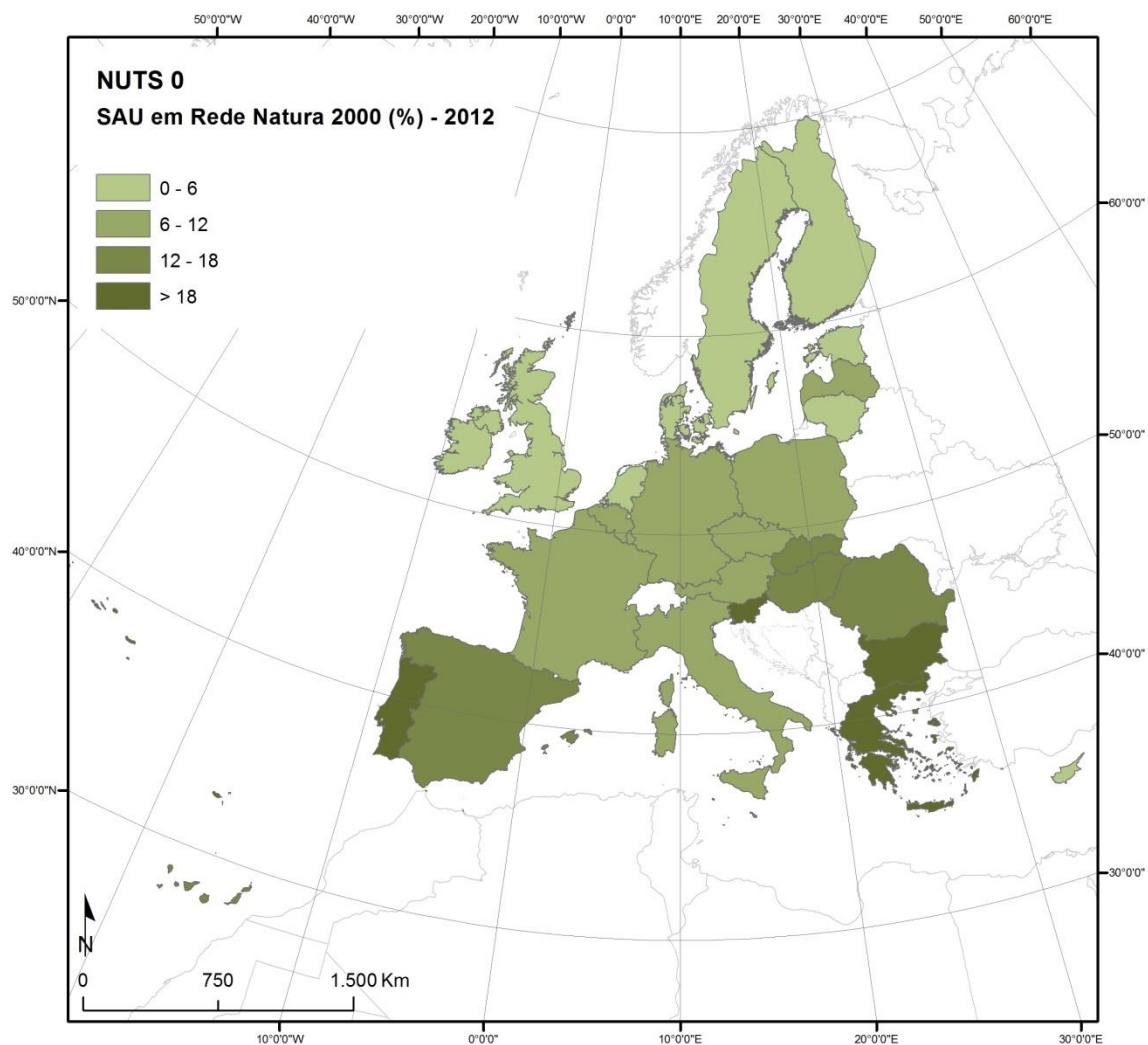 50°0'0"W 40°0'0"W 30°0'0"W 20°0'0"W 10°0'0"W 0°0'0" 10°0'0"E 20°0'0"E 30°0'0"E 40°0'0"E 50°0'0"E 60°0'0"E
NUTS 0
SAU em Rede Natura 2000 (%) - 2012
0 - 6
6 - 12
12 - 18
> 18
60°0'0"N
50°0'0"N
50°0'0"N
40°0'0"N
40°0'0"N
30°0'0"N
30°0'0"N
N
0 750 1.500 Km
10°0'0"W 0°0'0" 10°0'0"E 20°0'0"E 30°0'0"E